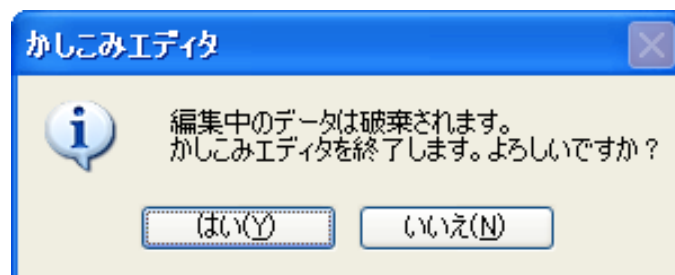 かしこみエディタ
編集中のデータは破棄されます。
かしこみエディタを終了します。よろしいですか？
はい(Y)
いいえ(N)